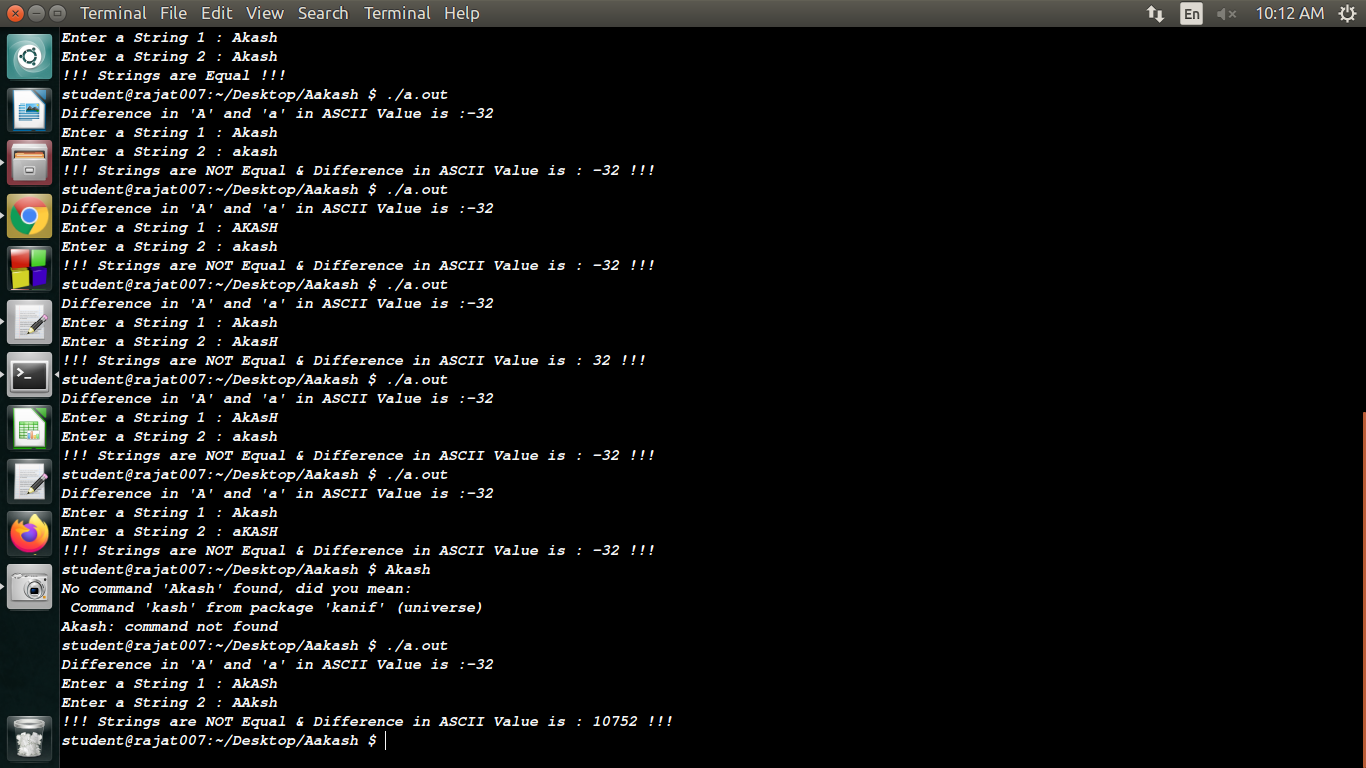 Terminal File Edit View Search Terminal Help En 10:12 AM
Enter a String 1 : Akash
Enter a String 2 : Akash
!!! Strings are Equal !!!
student@rajat007:~/Desktop/Aakash $ ./a.out
Difference in 'A' and 'a' in ASCII Value is :-32
Enter a String 1 : Akash
Enter a String 2 : akash
!!! Strings are NOT Equal & Difference in ASCII Value is : -32 !!!
student@rajat007:~/Desktop/Aakash $ ./a.out
Difference in 'A' and 'a' in ASCII Value is :-32
Enter a String 1 : AKASH
Enter a String 2 : akash
!!! Strings are NOT Equal & Difference in ASCII Value is : -32 !!!
student@rajat007:~/Desktop/Aakash $ ./a.out
Difference in 'A' and 'a' in ASCII Value is :-32
Enter a String 1 : Akash
Enter a String 2 : AkasH
!!! Strings are NOT Equal & Difference in ASCII Value is : 32 !!!
student@rajat007:~/Desktop/Aakash $ ./a.out
Difference in 'A' and 'a' in ASCII Value is :-32
Enter a String 1 : AkAsH
Enter a String 2 : akash
!!! Strings are NOT Equal & Difference in ASCII Value is : -32 !!!
student@rajat007:~/Desktop/Aakash $ ./a.out
Difference in 'A' and 'a' in ASCII Value is :-32
Enter a String 1 : Akash
Enter a String 2 : aKASH
!!! Strings are NOT Equal & Difference in ASCII Value is : -32 !!!
student@rajat007:~/Desktop/Aakash $ Akash
No command 'Akash' found, did you mean:
 Command 'kash' from package 'kanif' (universe)
Akash: command not found
student@rajat007:~/Desktop/Aakash $ ./a.out
Difference in 'A' and 'a' in ASCII Value is :-32
Enter a String 1 : AkASh
Enter a String 2 : AAksh
!!! Strings are NOT Equal & Difference in ASCII Value is : 10752 !!!
student@rajat007:~/Desktop/Aakash $